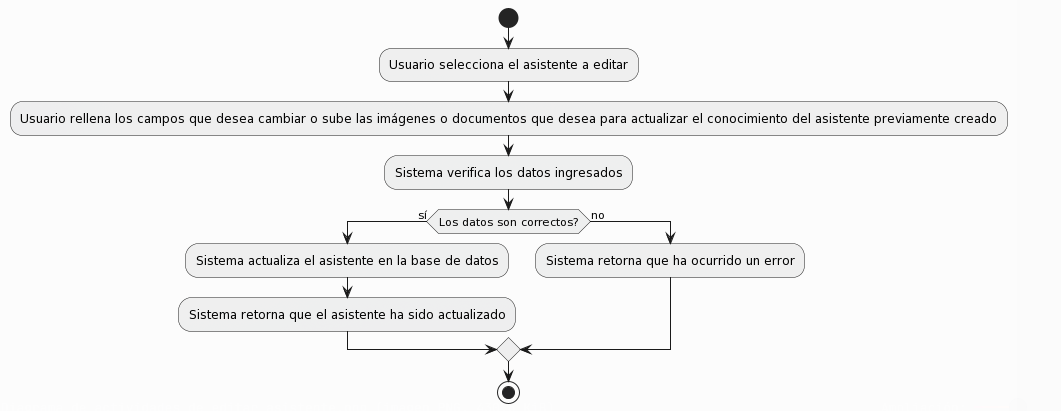 Usuario selecciona el asistente a editar
Usuario rellena los campos que desea cambiar o sube las imágenes o documentos que desea para actualizar el conocimiento del asistente previamente creado
Sistema verifica los datos ingresados
sí
Los datos son correctos?
no
Sistema actualiza el asistente en la base de datos
Sistema retorna que ha ocurrido un error
Sistema retorna que el asistente ha sido actualizado